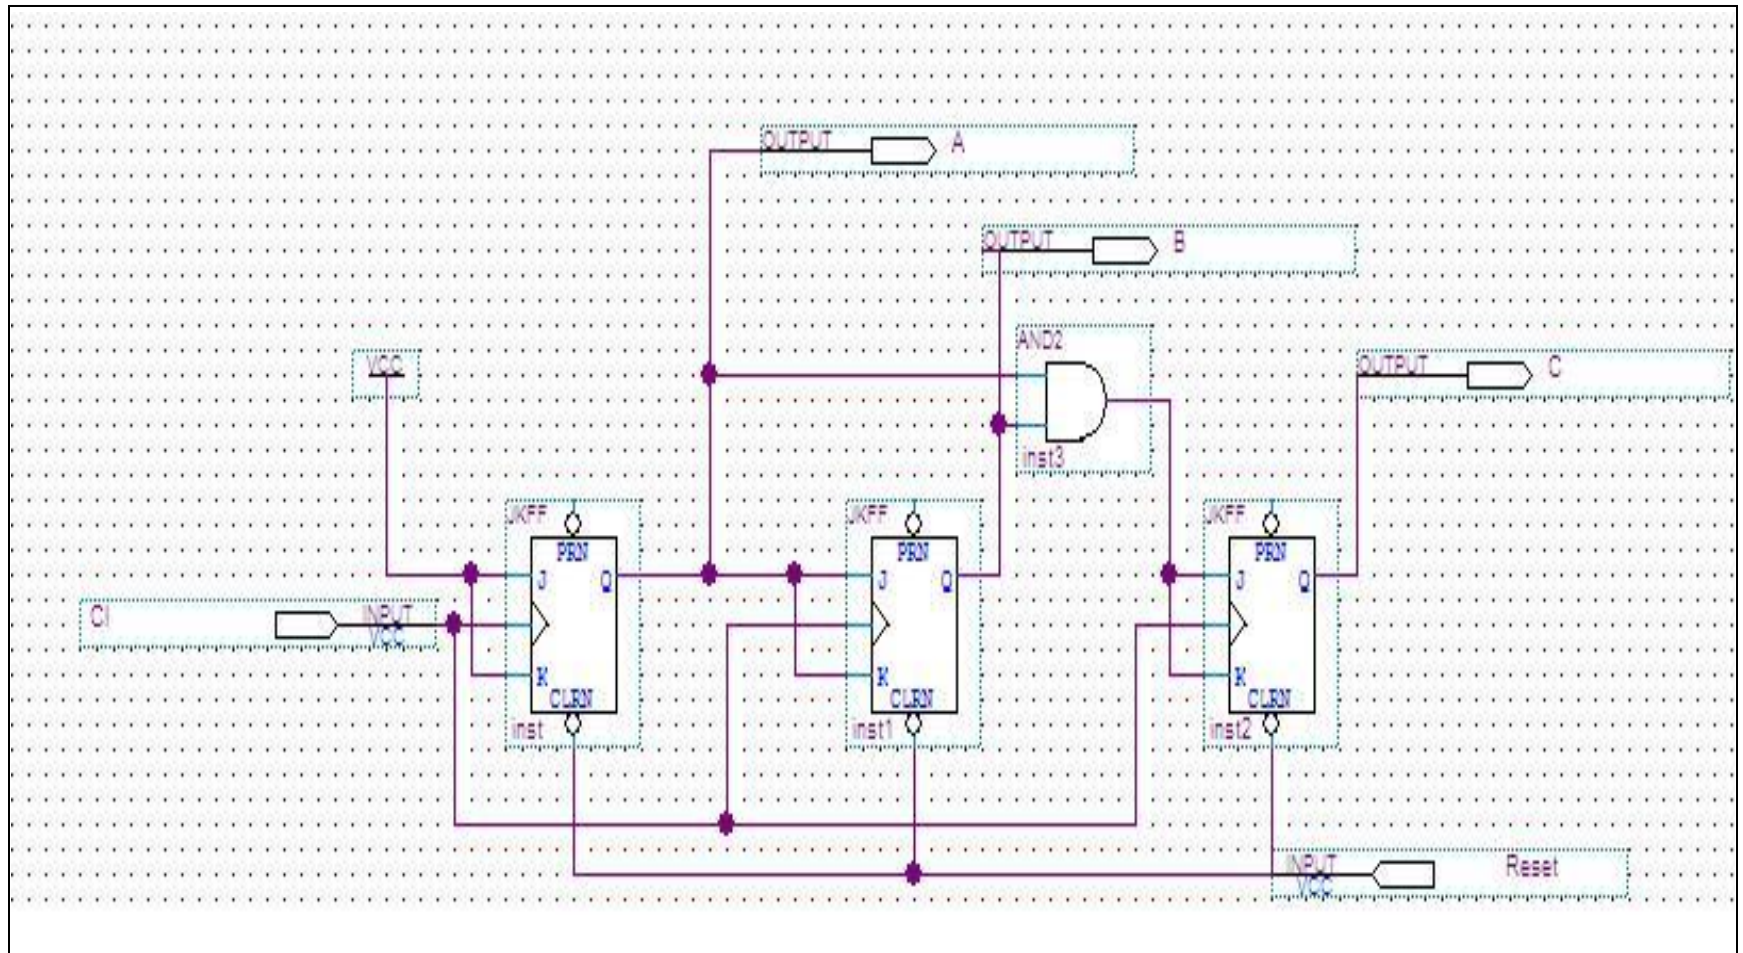 OUTPUT A
OUTPUT B
AND2
VCC
OUTPUT C
inst3
JKFF
JKFF
JKFF
PRN
PRN
PRN
J Q
J Q
J Q
CI INPUT
VCC
K
K
K
CLRN
CLRN
CLRN
inst
inst1
inst2
INPUT Reset
VCC